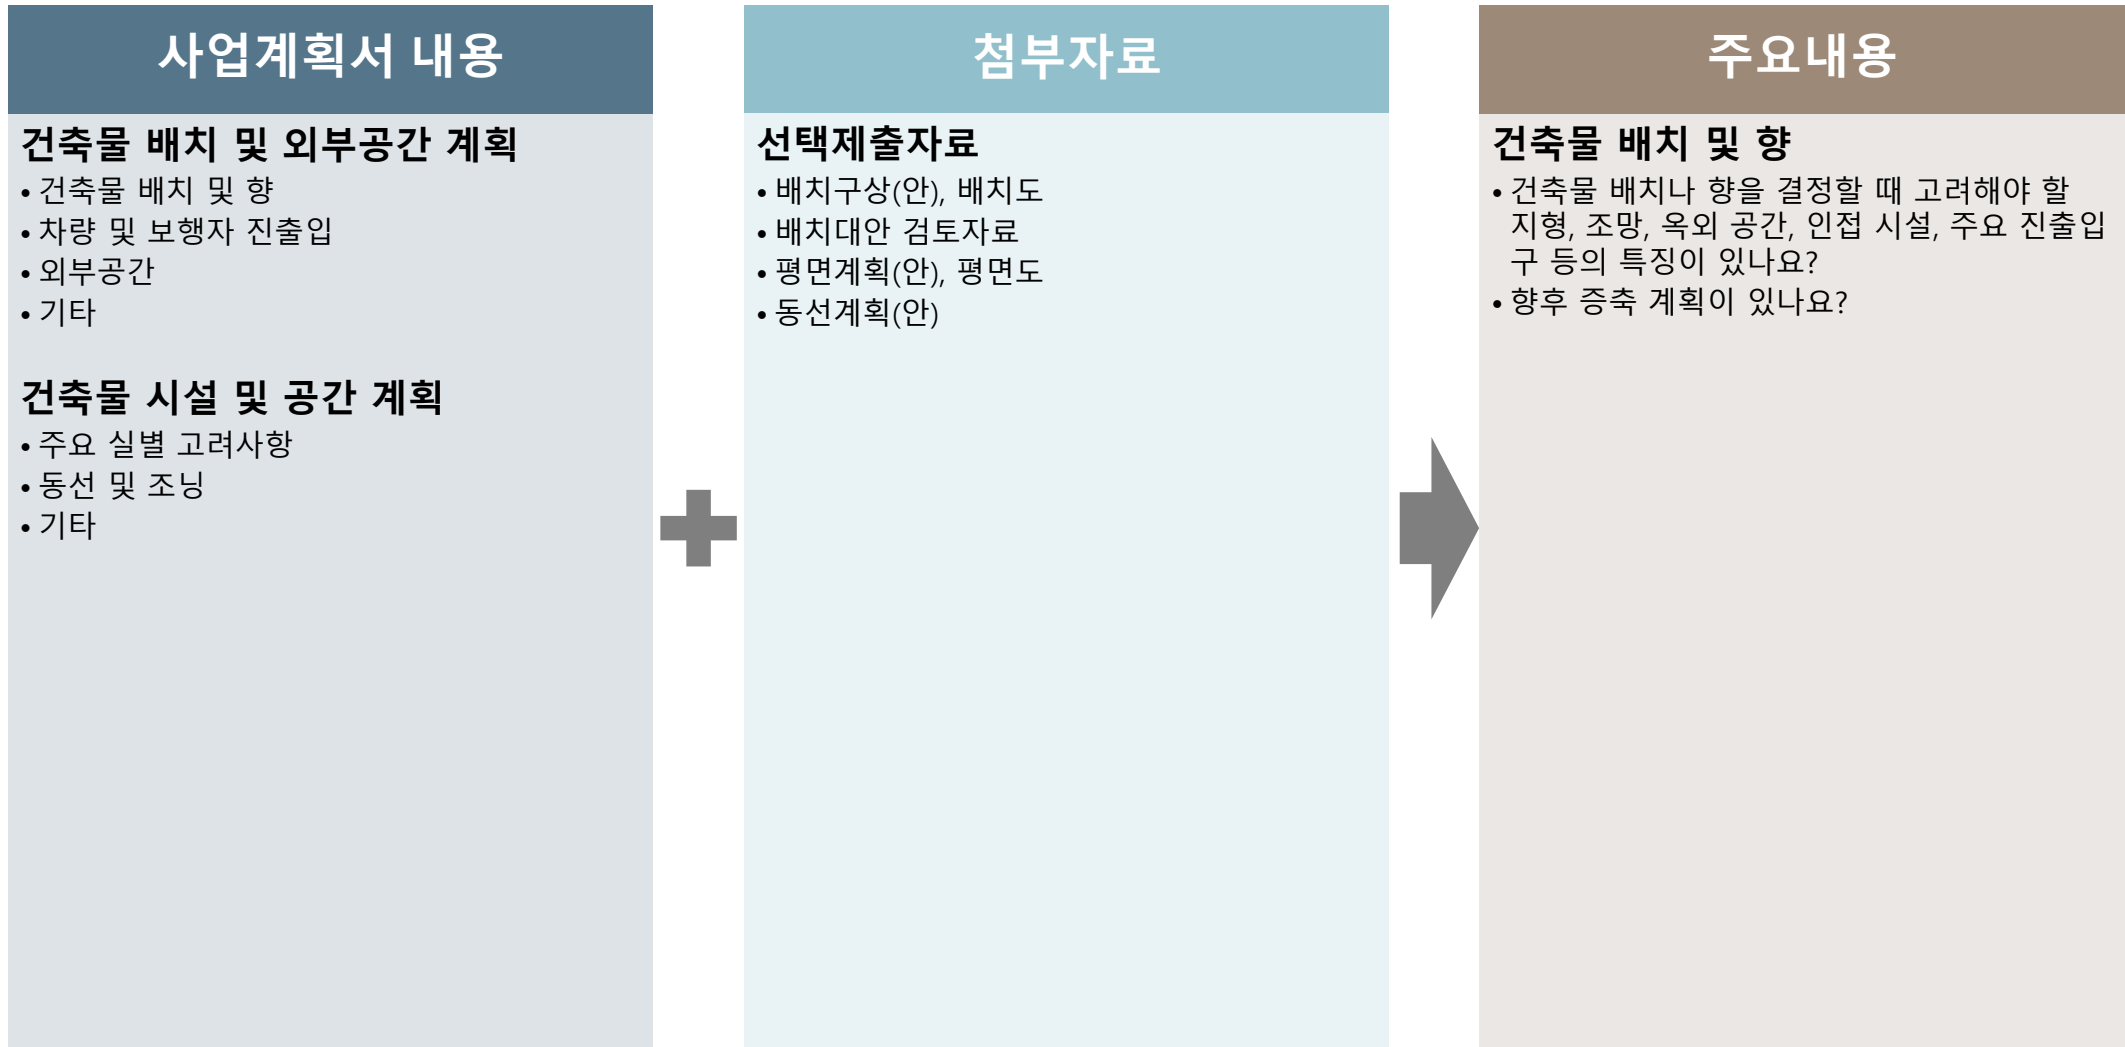 사업계획서 내용
건축물 배치 및 외부공간 계획
• 건축물 배치 및 향
• 차량 및 보행자 진출입
• 외부공간
• 기타
건축물 시설 및 공간 계획
• 주요 실별 고려사항
• 동선 및 조닝
• 기타
첨부자료
선택제출자료
• 배치구상(안), 배치도
• 배치대안 검토자료
• 평면계획(안), 평면도
• 동선계획(안)
주요내용
건축물 배치 및 향
• 건축물 배치나 향을 결정할 때 고려해야 할
지형, 조망, 옥외 공간, 인접 시설, 주요 진출입
구 등의 특징이 있나요?
• 향후 증축 계획이 있나요?